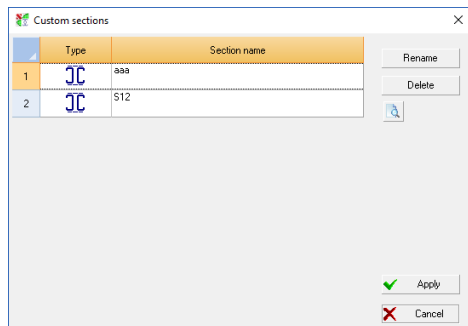 Custom sections
Type
Section name
Rename
1
aaa
Delete
2
S12
Apply
Cancel